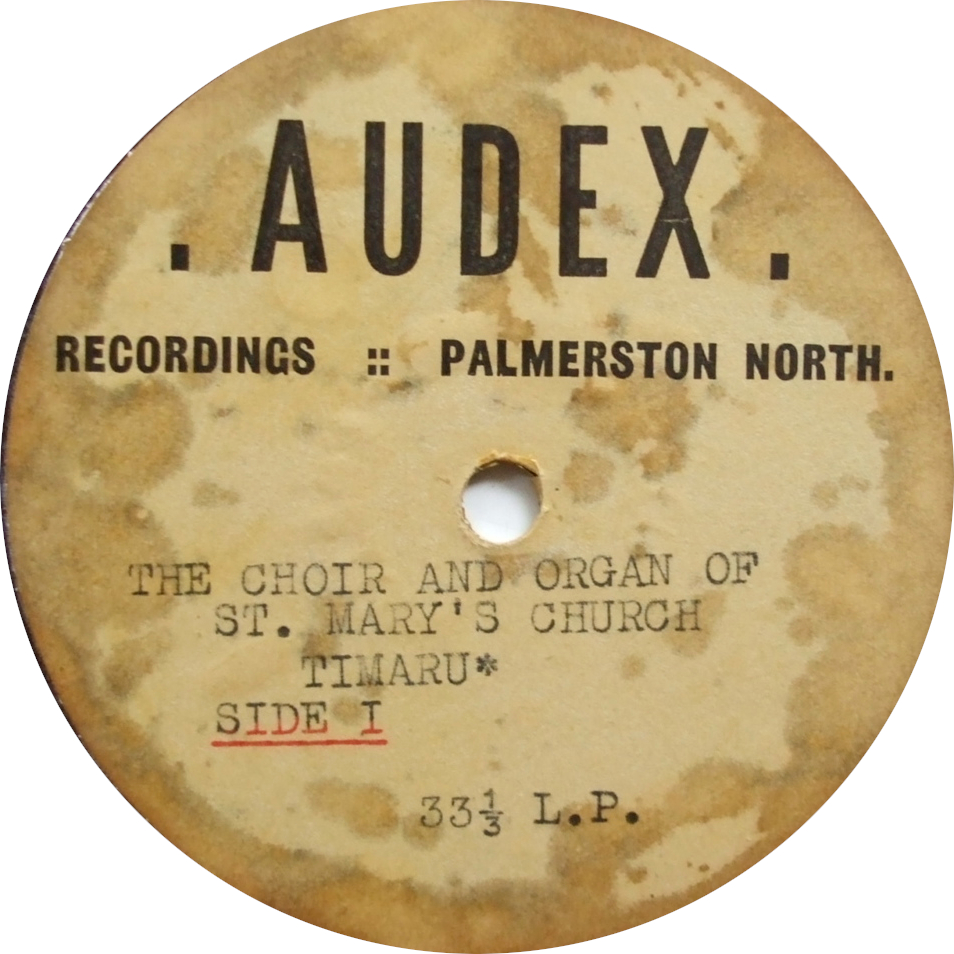 . AUDEX .
RECORDINGS :: PALMERSTON NORTH.
THE CHOIR AND ORGAN OF
ST. MARY'S CHURCH
TIMARU*
SIDE I
33⅓ L.P.